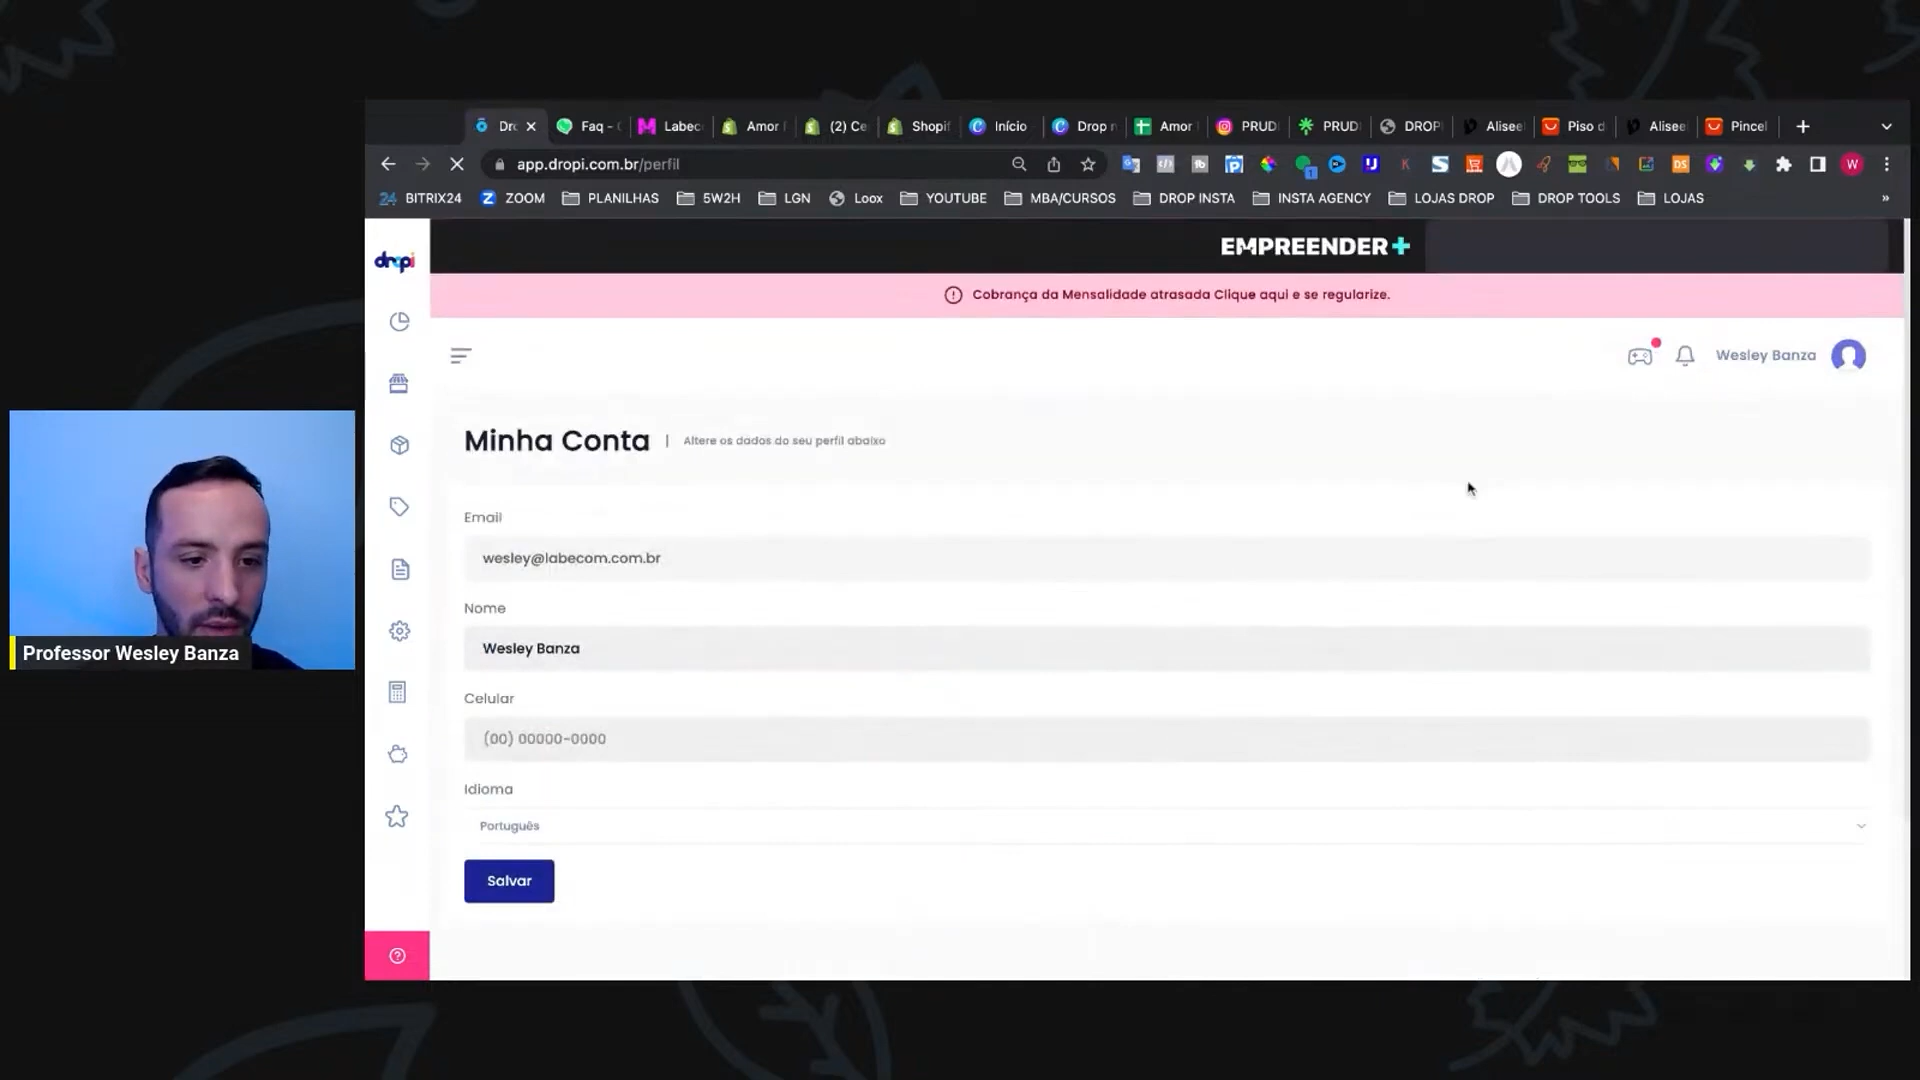 Dro
Faq - (
Labec
Amor
(2) Ce
Shopif
Início
Drop n
Amor
PRUD
PRUD
DROPI
Alisee
Piso d
Alisee
Pincel
app.dropi.com.br/perfil
W
24 BITRIX24
ZOOM
PLANILHAS
5W2H
LGN
Loox
YOUTUBE
MBA/CURSOS
DROP INSTA
INSTA AGENCY
LOJAS DROP
DROP TOOLS
LOJAS
»
dropi
EMPREENDER+
Cobrança da Mensalidade atrasada Clique aqui e se regularize.
Wesley Banza
Minha Conta | Altere os dados do seu perfil abaixo
Email
wesley@labecom.com.br
Nome
Wesley Banza
Celular
(00) 00000-0000
Idioma
Português
Salvar
Professor Wesley Banza